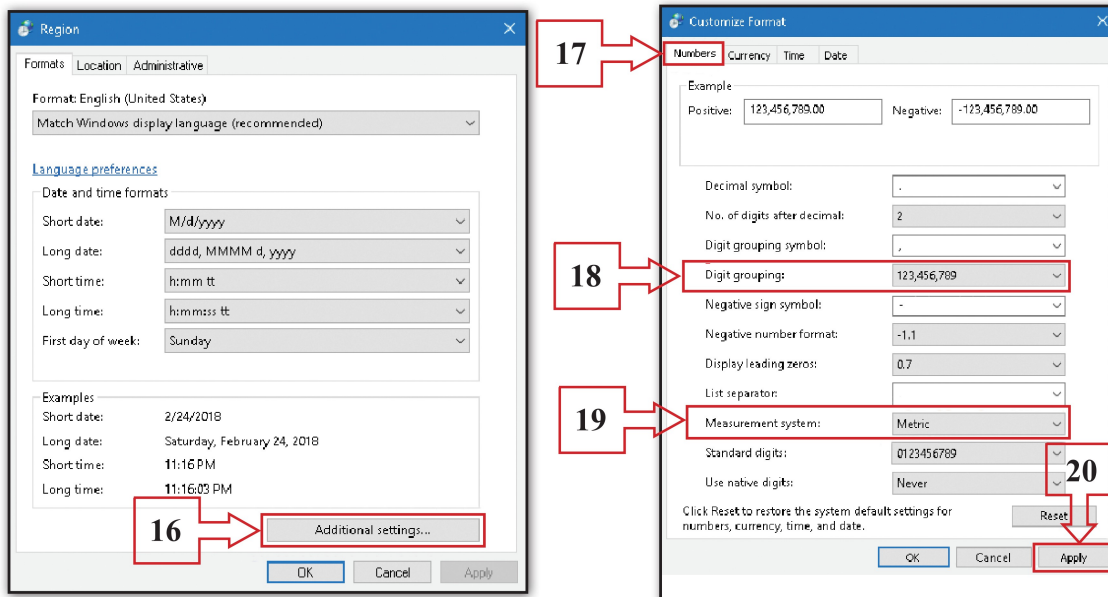 Region
Formats Location Administrative
Format: English (United States)
Match Windows display language (recommended)
Language preferences
Date and time formats
Short date: M/d/yyyy
Long date: dddd, MMMM d, yyyy
Short time: h:mm tt
Long time: h:mm:ss tt
First day of week: Sunday
Examples
Short date: 2/24/2018
Long date: Saturday, February 24, 2018
Short time: 11:16 PM
Long time: 11:16:03 PM
16 Additional settings...
OK Cancel Apply
Customize Format
17 Numbers Currency Time Date
Example
Positive: 123,456,789.00 Negative: -123,456,789.00
Decimal symbol: .
No. of digits after decimal: 2
Digit grouping symbol: ,
18 Digit grouping: 123,456,789
Negative sign symbol: -
Negative number format: -1.1
Display leading zeros: 0.7
List separator:
19 Measurement system: Metric
Standard digits: 0123456789
Use native digits: Never
20
Click Reset to restore the system default settings for
numbers, currency, time, and date.
Reset
OK Cancel Apply